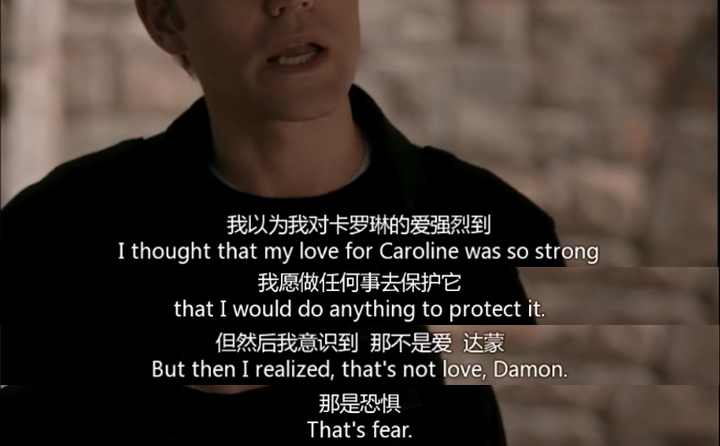 我以为我对卡罗琳的爱强烈到
I thought that my love for Caroline was so strong
我愿做任何事去保护它
that I would do anything to protect it.
但然后我意识到 那不是爱 达蒙
But then I realized, that's not love, Damon.
那是恐惧
That's fear.